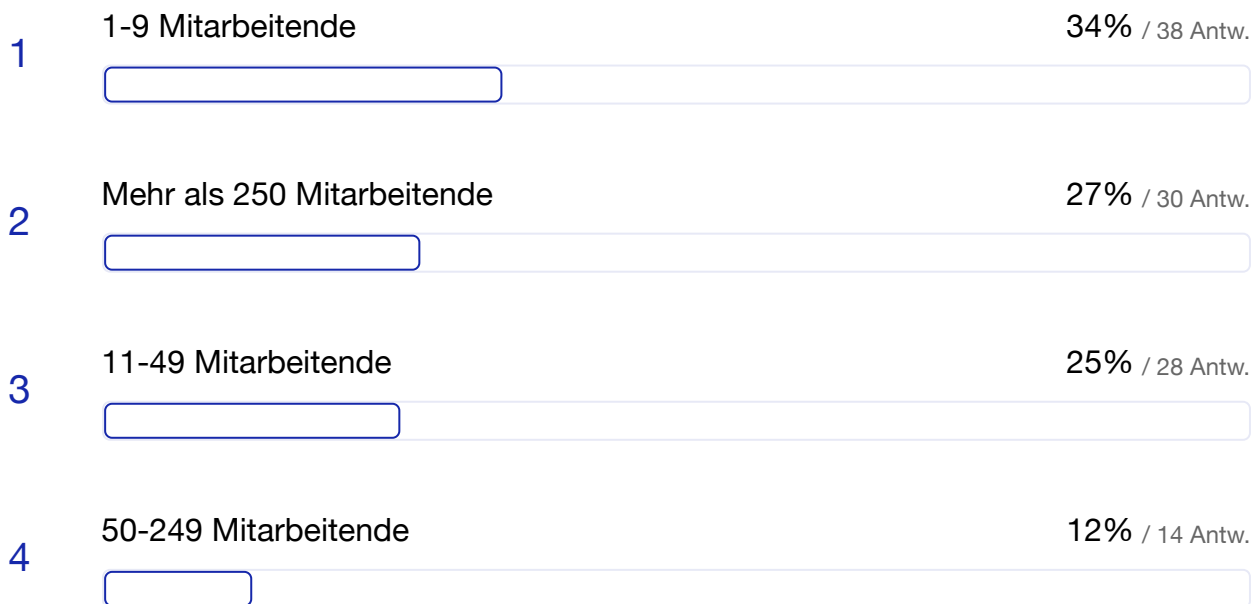 1
1-9 Mitarbeitende
34% / 38 Antw.
2
Mehr als 250 Mitarbeitende
27% / 30 Antw.
3
11-49 Mitarbeitende
25% / 28 Antw.
4
50-249 Mitarbeitende
12% / 14 Antw.